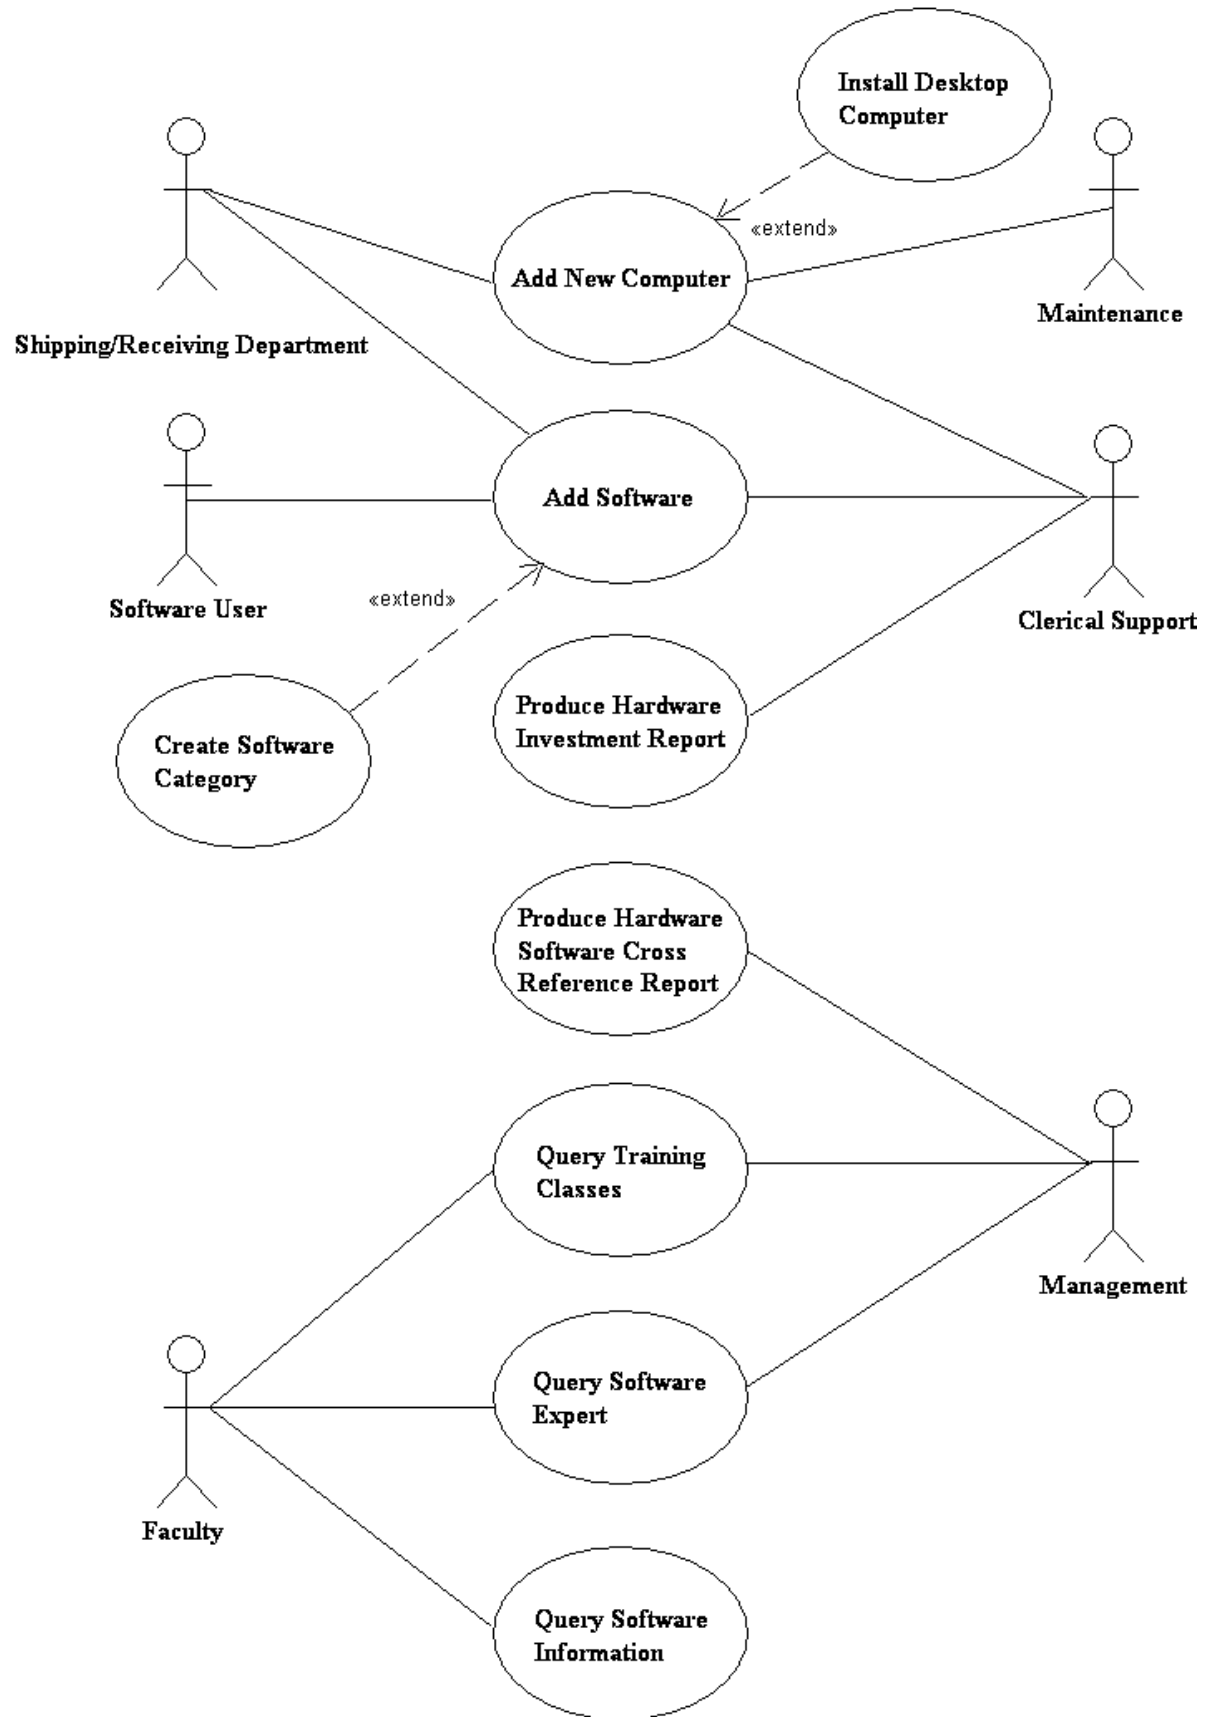 Install Desktop
Computer
«extend»
Add New Computer
Maintenance
Shipping/Receiving Department
Add Software
Software User
«extend»
Clerical Support
Produce Hardware
Investment Report
Create Software
Category
Produce Hardware
Software Cross
Reference Report
Query Training
Classes
Management
Query Software
Expert
Faculty
Query Software
Information